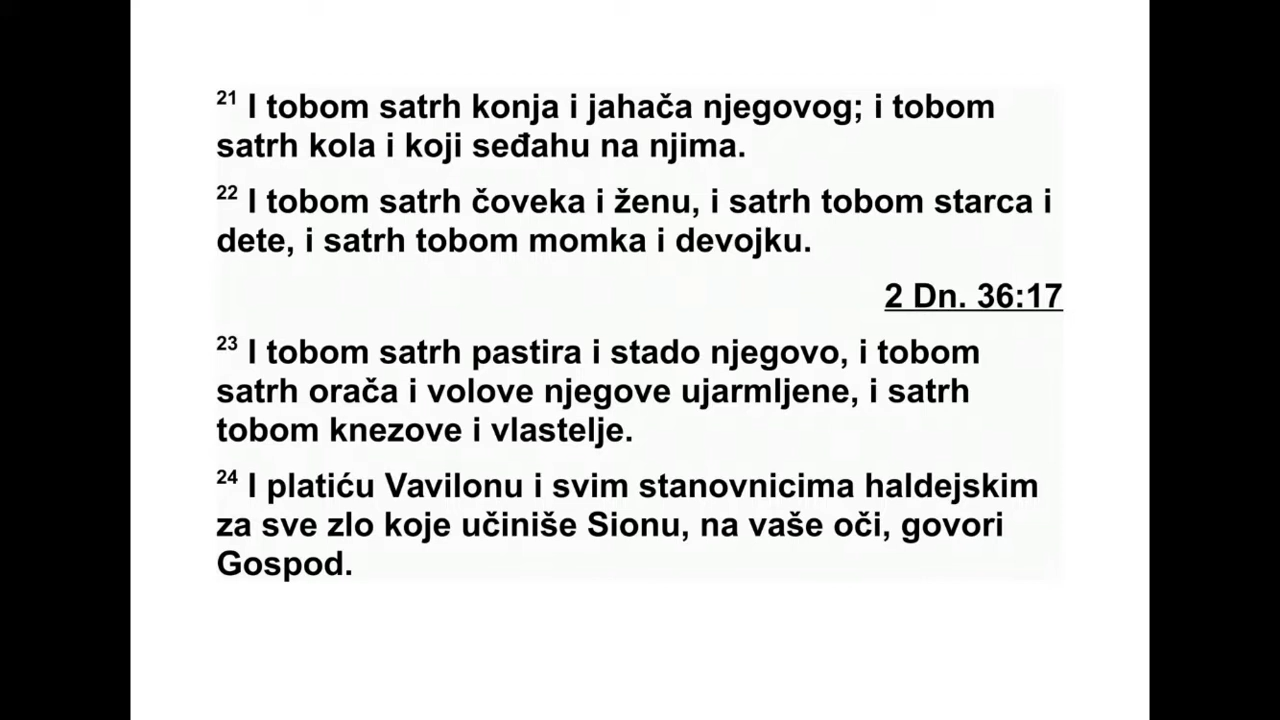 21 I tobom satrh konja i jahača njegovog; i tobom
satrh kola i koji seđahu na njima.
22 I tobom satrh čoveka i ženu, i satrh tobom starca i
dete, i satrh tobom momka i devojku.
2 Dn. 36:17
23 I tobom satrh pastira i stado njegovo, i tobom
satrh orača i volove njegove ujarmljene, i satrh
tobom knezove i vlastelje.
24 I platiću Vavilonu i svim stanovnicima haldejskim
za sve zlo koje učiniše Sionu, na vaše oči, govori
Gospod.